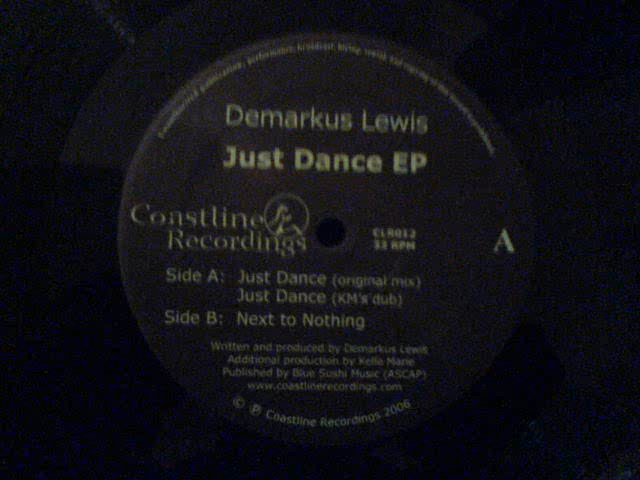 Demarkus Lewis
Just Dance EP
Coastline
Recordings
CLR012
33 RPM
A
Side A: Just Dance (original mix)
Just Dance (KM's dub)
Side B: Next to Nothing
Written and produced by Demarkus Lewis
Additional production by Kelle Marie
Published by Blue Sushi Music (ASCAP)
www.coastlinerecordings.com
© ℗ Coastline Recordings 2006